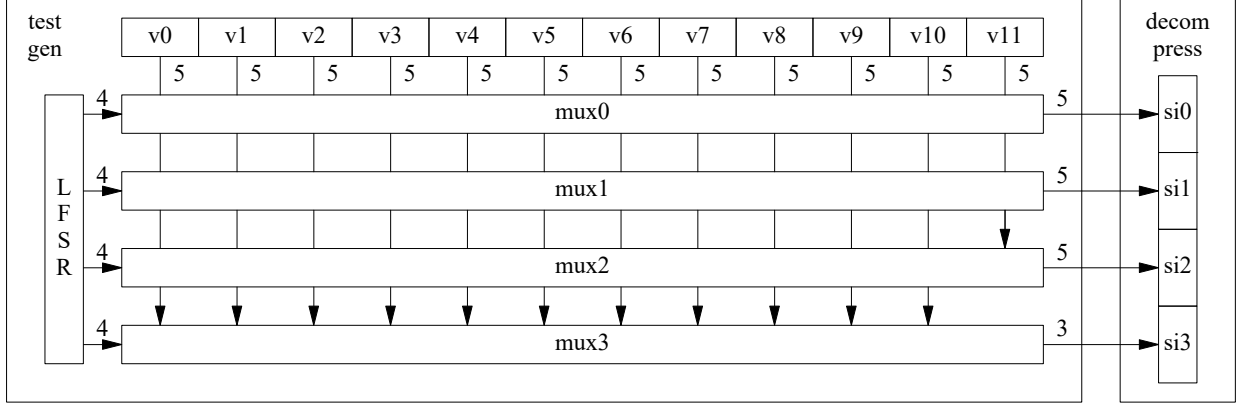 test
gen
v0 v1 v2 v3 v4 v5 v6 v7 v8 v9 v10 v11
5 5 5 5 5 5 5 5 5 5 5 5
4 mux0 5
4 mux1 5
4 mux2 5
4 mux3 3
L
F
S
R
decom
press
si0
si1
si2
si3